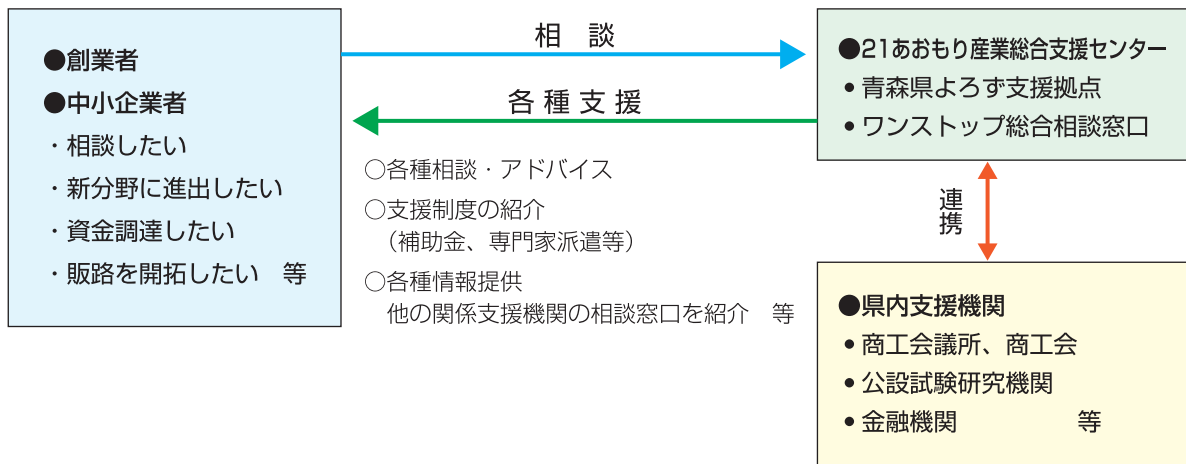 ●創業者
●中小企業者
・相談したい
・新分野に進出したい
・資金調達したい
・販路を開拓したい　等
相　談
各種支援
○各種相談・アドバイス
○支援制度の紹介
（補助金、専門家派遣等）
○各種情報提供
他の関係支援機関の相談窓口を紹介　等
●21あおもり産業総合支援センター
•青森県よろず支援拠点
•ワンストップ総合相談窓口
連携
●県内支援機関
•商工会議所、商工会
•公設試験研究機関
•金融機関　　　　　等